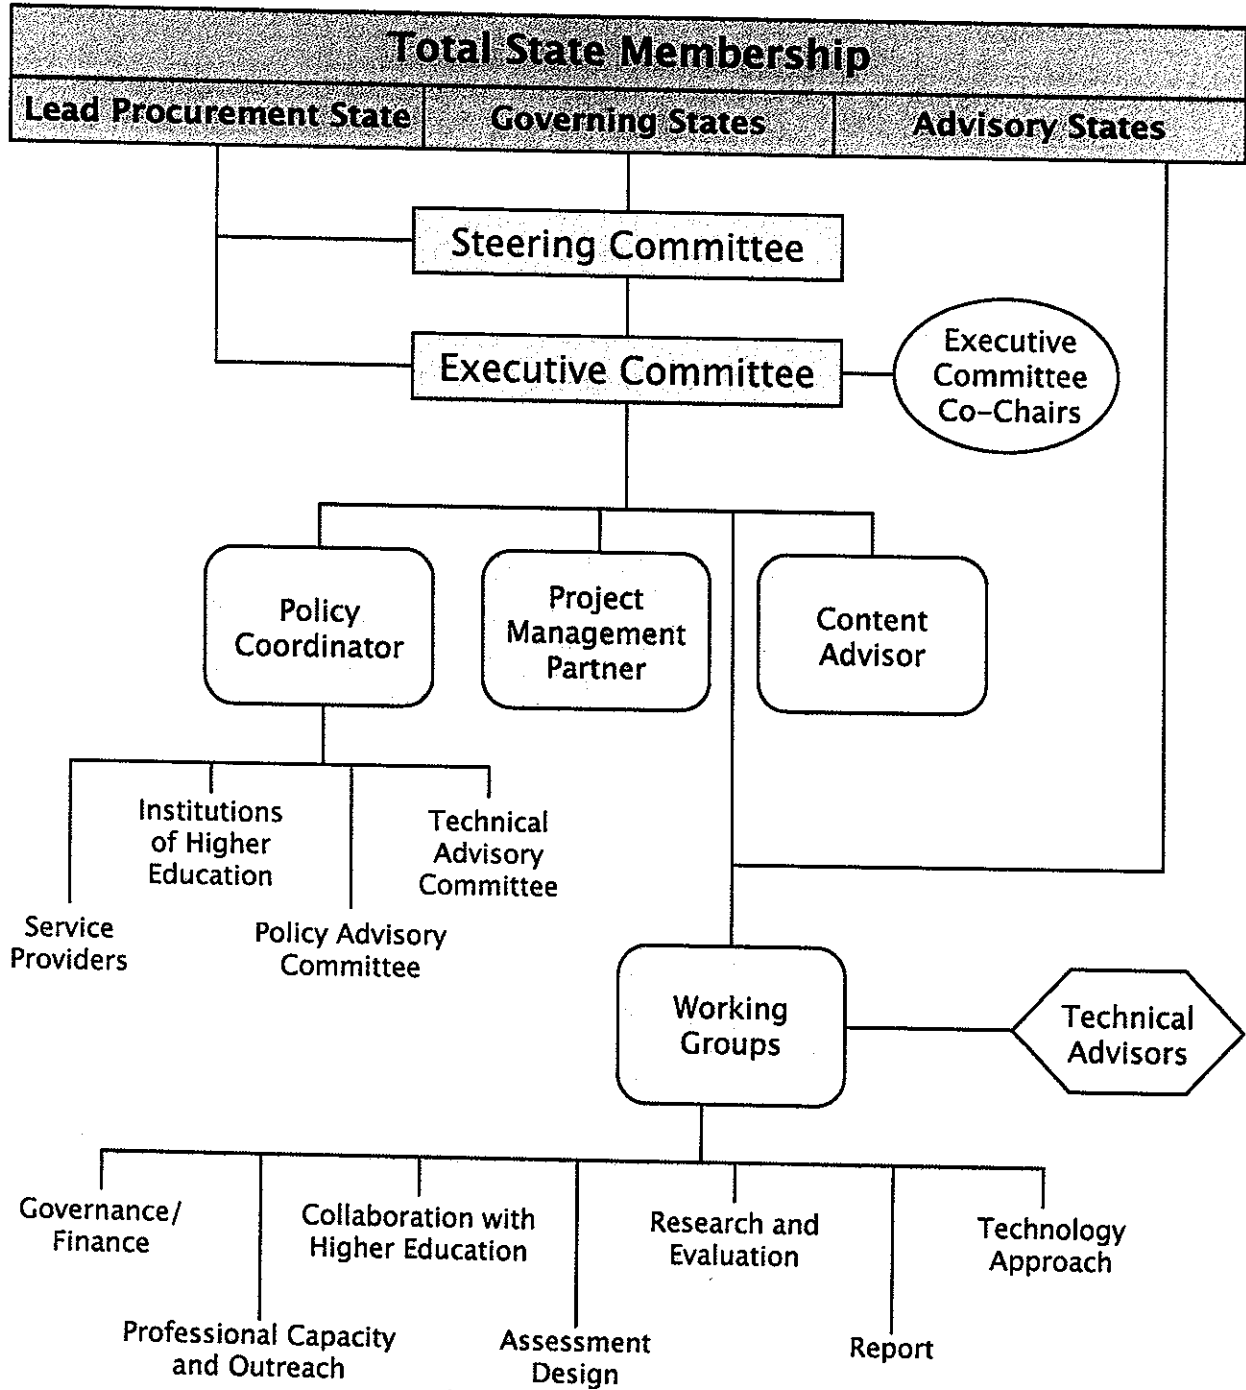 Total State Membership
Lead Procurement State
Governing States
Advisory States
Steering Committee
Executive Committee
Executive
Committee
Co-Chairs
Policy
Coordinator
Project
Management
Partner
Content
Advisor
Service
Providers
Institutions
of Higher
Education
Policy Advisory
Committee
Technical
Advisory
Committee
Working
Groups
Technical
Advisors
Governance/
Finance
Professional Capacity
and Outreach
Collaboration with
Higher Education
Assessment
Design
Research and
Evaluation
Report
Technology
Approach